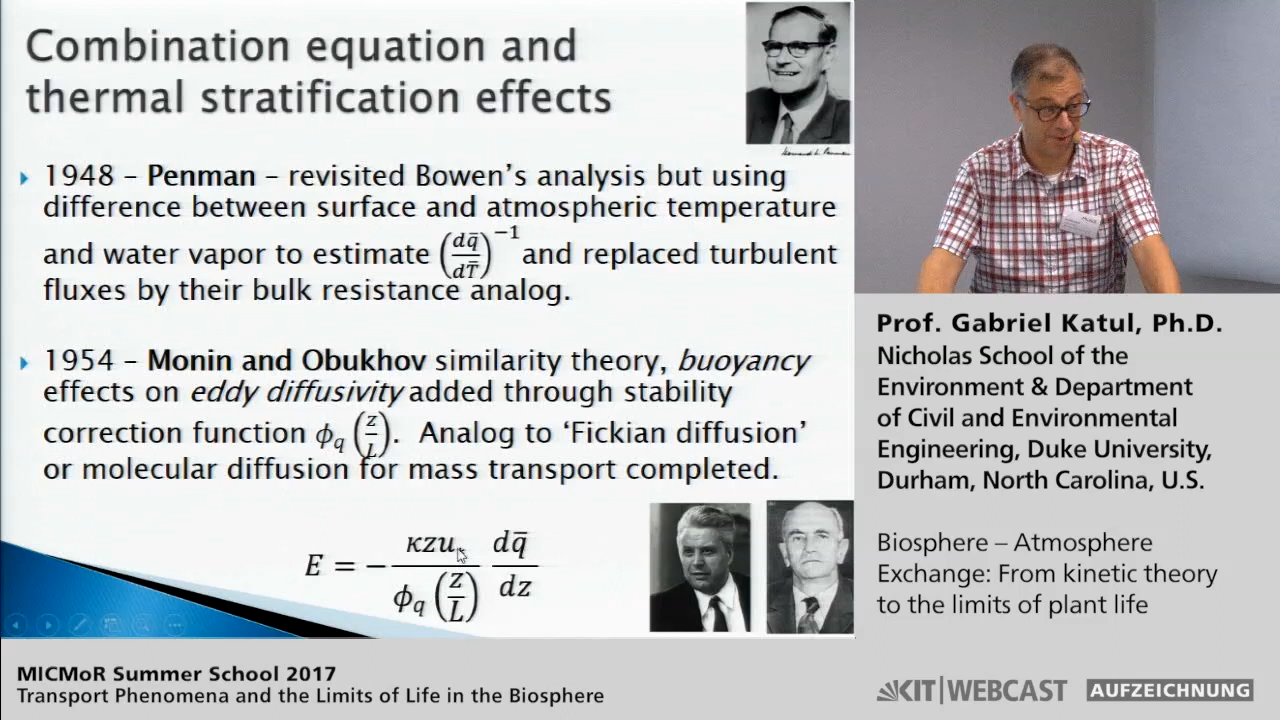 Combination equation and
thermal stratification effects
1948 – Penman – revisited Bowen's analysis but using
difference between surface and atmospheric temperature
and water vapor to estimate (dq̄/dT̄)⁻¹ and replaced turbulent
fluxes by their bulk resistance analog.
1954 – Monin and Obukhov similarity theory, buoyancy
effects on eddy diffusivity added through stability
correction function ϕq (z/L). Analog to 'Fickian diffusion'
or molecular diffusion for mass transport completed.
E = − κzu* / ϕq (z/L) dq̄/dz
Prof. Gabriel Katul, Ph.D.
Nicholas School of the
Environment & Department
of Civil and Environmental
Engineering, Duke University,
Durham, North Carolina, U.S.
Biosphere – Atmosphere
Exchange: From kinetic theory
to the limits of plant life
MICMoR Summer School 2017
Transport Phenomena and the Limits of Life in the Biosphere
KIT|WEBCAST AUFZEICHNUNG